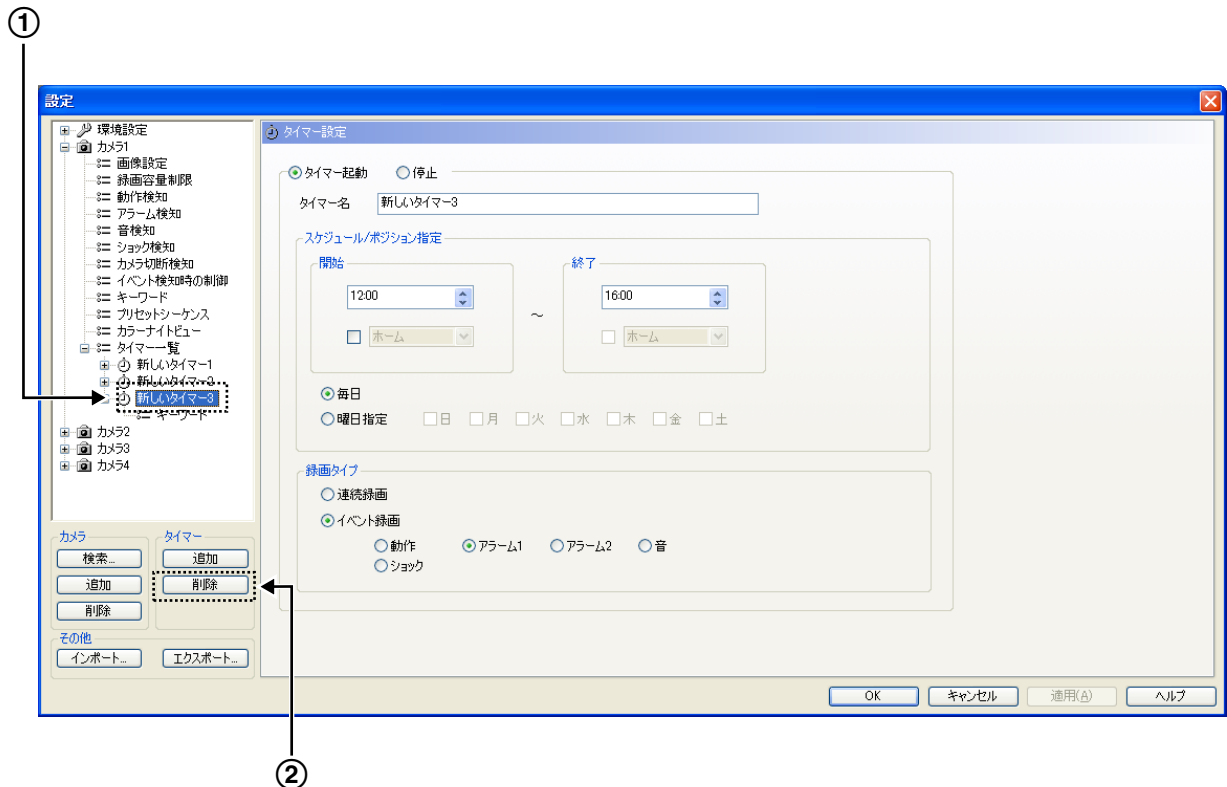 ①
設定
環境設定
カメラ1
画像設定
録画容量制限
動作検知
アラーム検知
音検知
ショック検知
カメラ切断検知
イベント検知時の制御
キーワード
プリセットシーケンス
カラーナイトビュー
タイマー一覧
新しいタイマー1
新しいタイマー2
新しいタイマー3
キーワード
カメラ2
カメラ3
カメラ4
カメラ
検索...
追加
削除
タイマー
追加
削除
その他
インポート...
エクスポート...
タイマー設定
タイマー起動 停止
タイマー名 新しいタイマー3
スケジュール/ポジション指定
開始 終了
12:00 ～ 16:00
ホーム ホーム
毎日
曜日指定 日 月 火 水 木 金 土
録画タイプ
連続録画
イベント録画
動作 アラーム1 アラーム2 音
ショック
OK キャンセル 適用(A) ヘルプ
②